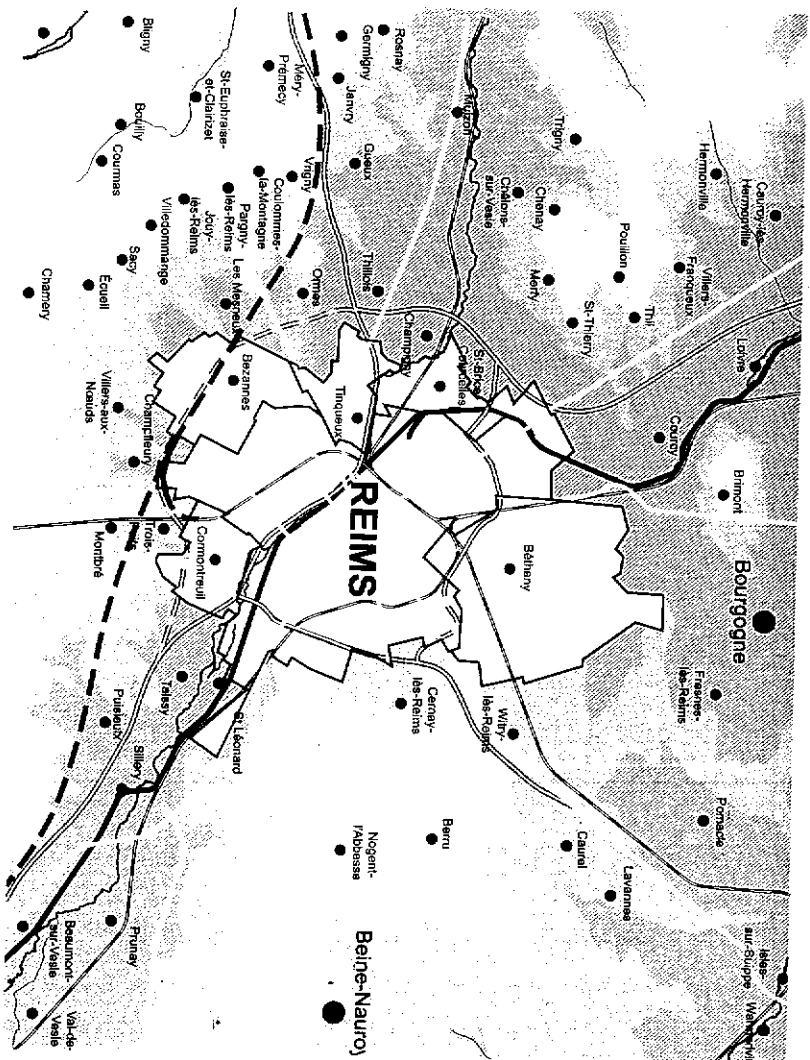 Isles-
sur-Suippe
Cauroy-lès-
Hermonville
Loivre
Bourgogne
Brimont
Hermonville
Villers-
Franqueux
Fresnes-
lès-Reims
Pomacle
Courcy
Thil
Pouillon
St-Thierry
Lavannes
Trigny
Chenay
Merfy
Caurel
Béthany
Witry-
lès-Reims
Châlons-
sur-Vesle
St-Brice
Courcelles
Muizon
Champigny
Cernay-
lès-Reims
Berru
Rosnay
Thillois
REIMS
Beine-Nauroy
Germigny
Gueux
Janvry
Tinqueux
Nogent-
l'Abbesse
Ormes
Vrigny
Méry-
Prémecy
Coulommes-
la-Montagne
Bezannes
St-Léonard
Pargny-
lès-Reims
Les Mesneux
Cormontreuil
St-Euphraise-
et-Clairizet
Jouy-
lès-Reims
Taissy
Trois-
Puits
Villedommange
Champfleury
Sillery
Bligny
Bouilly
Sacy
Villers-aux-
Nœuds
Puisieulx
Prunay
Courmas
Montbré
Écueil
Beaumont-
sur-Vesle
Chamery
Val-de-
Vesle